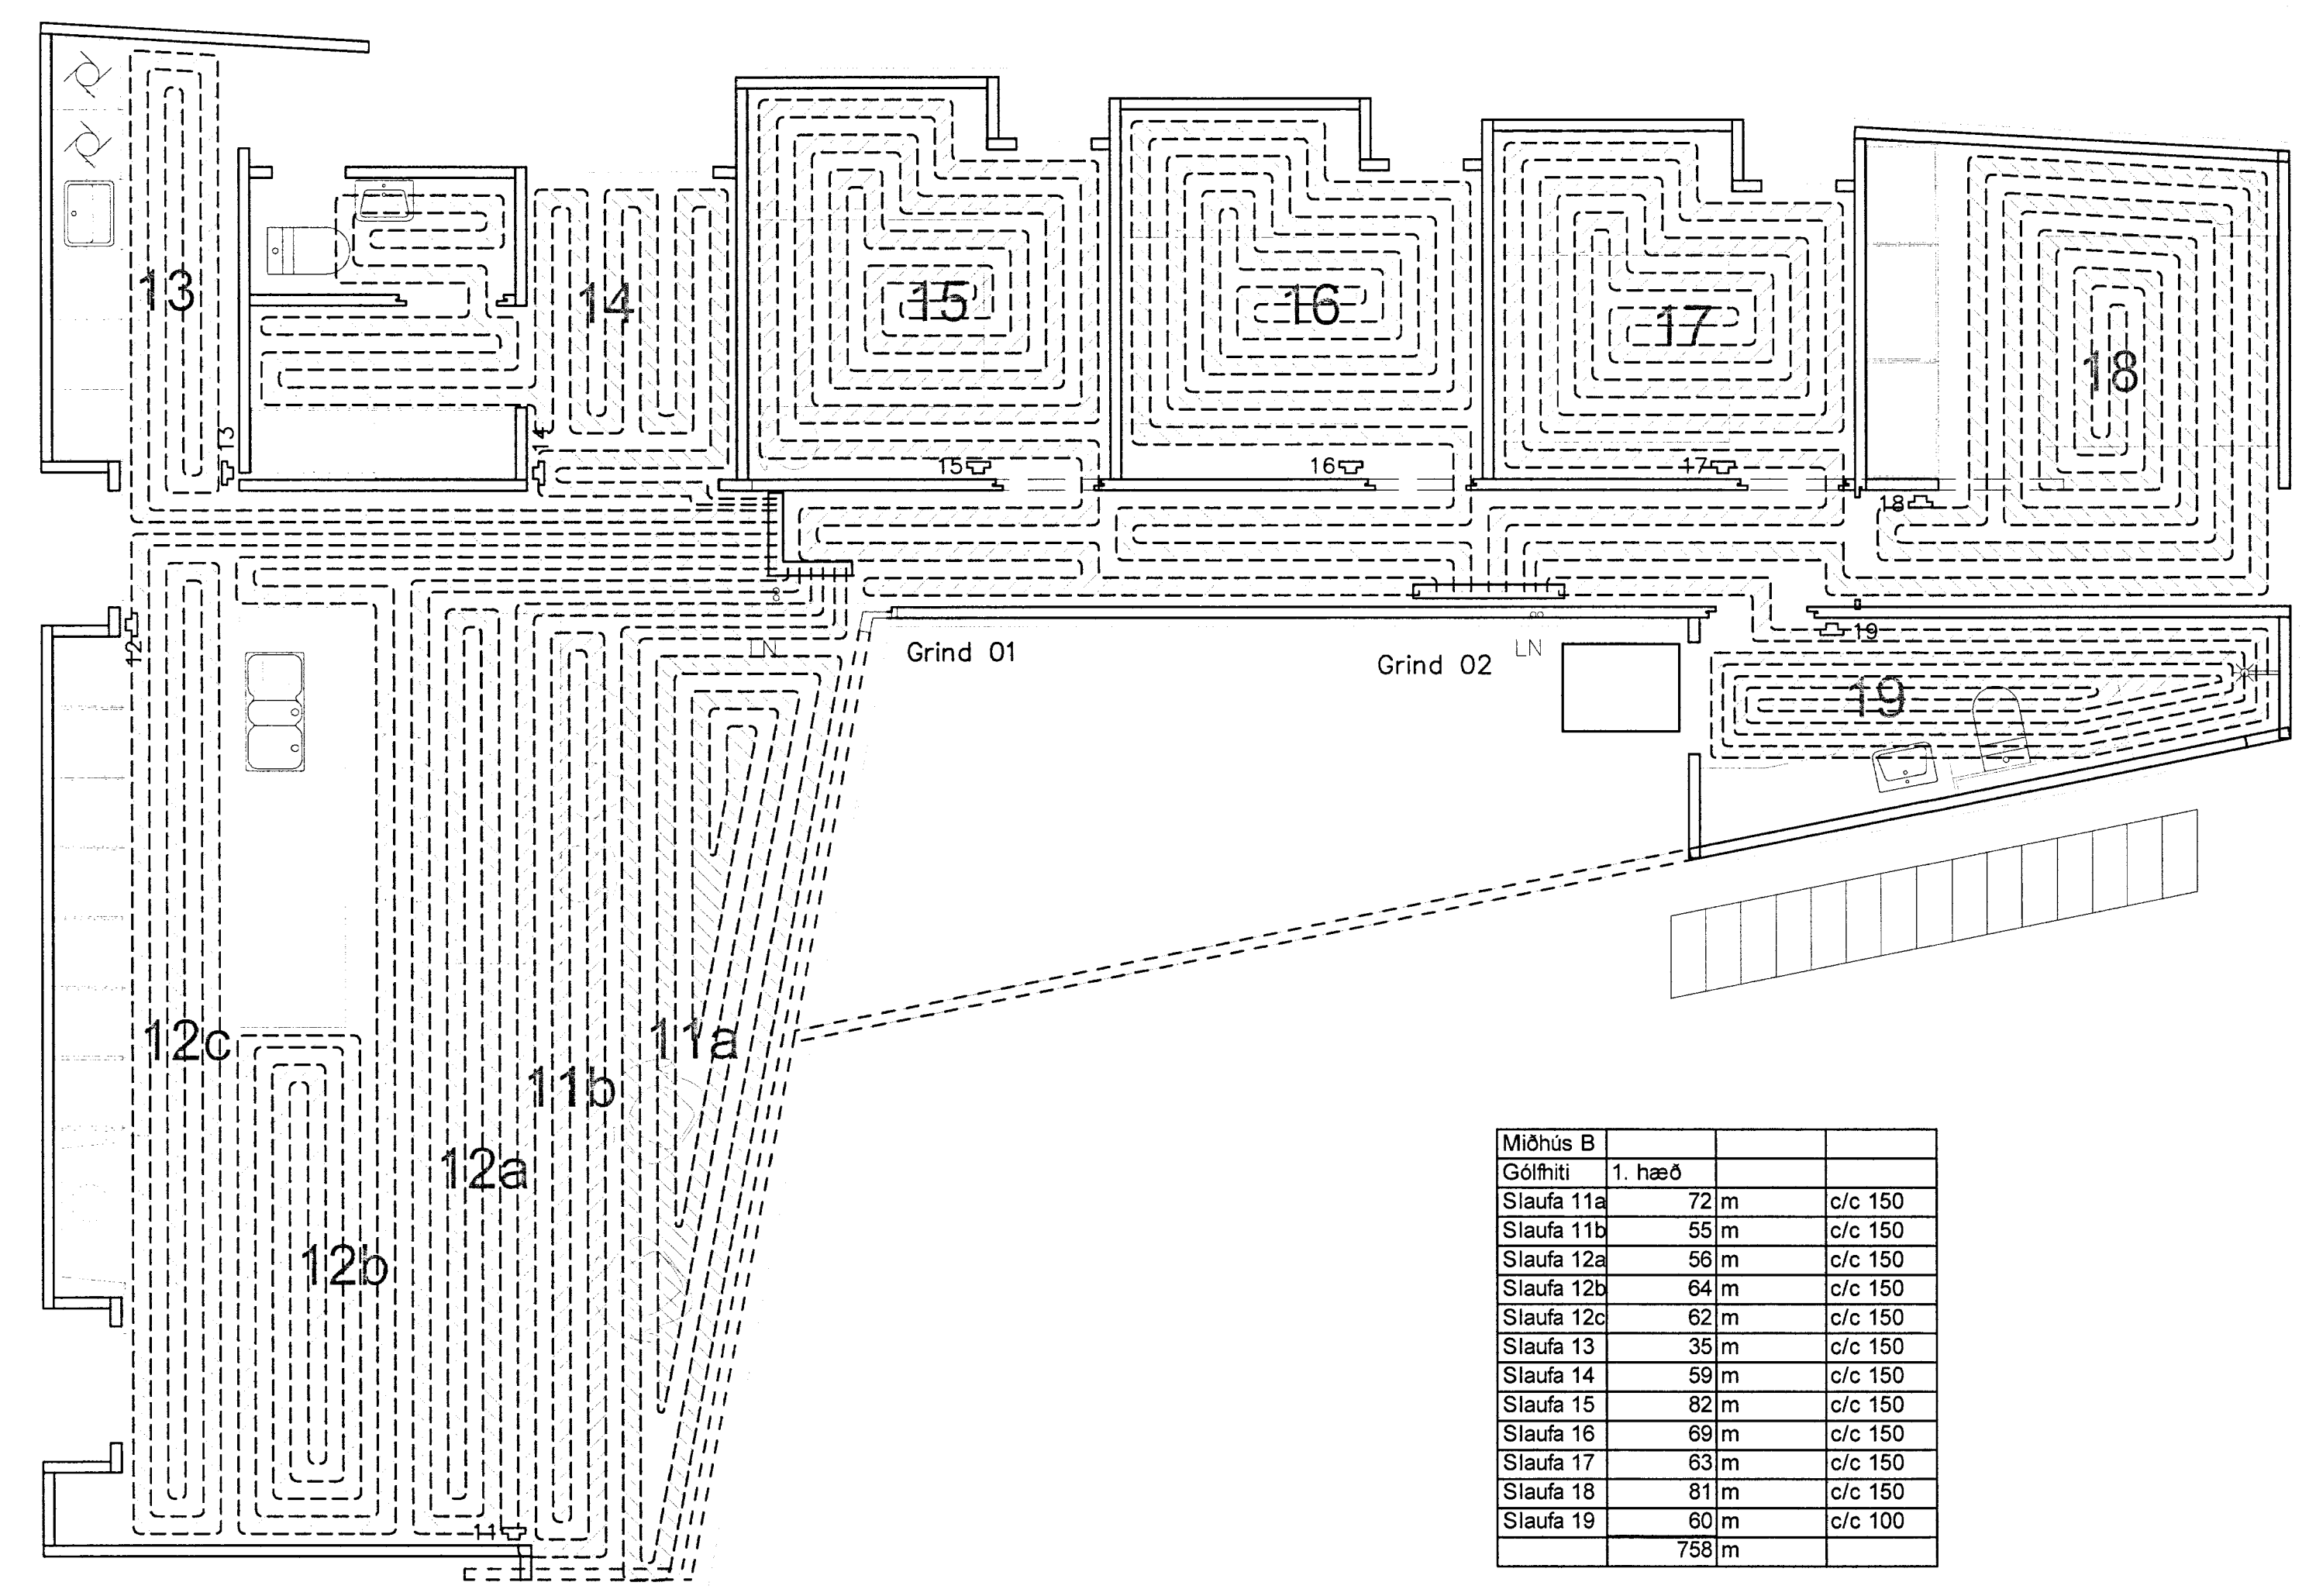 13
14
15
16
17
18
13
14
15
16
17
18
12
LN
Grind 01
Grind 02
LN
19
19
12c
11a
11b
12a
12b
11
Miðhús B
Gólfhiti 1. hæð
Slaufa 11a 72 m c/c 150
Slaufa 11b 55 m c/c 150
Slaufa 12a 56 m c/c 150
Slaufa 12b 64 m c/c 150
Slaufa 12c 62 m c/c 150
Slaufa 13 35 m c/c 150
Slaufa 14 59 m c/c 150
Slaufa 15 82 m c/c 150
Slaufa 16 69 m c/c 150
Slaufa 17 63 m c/c 150
Slaufa 18 81 m c/c 150
Slaufa 19 60 m c/c 100
758 m